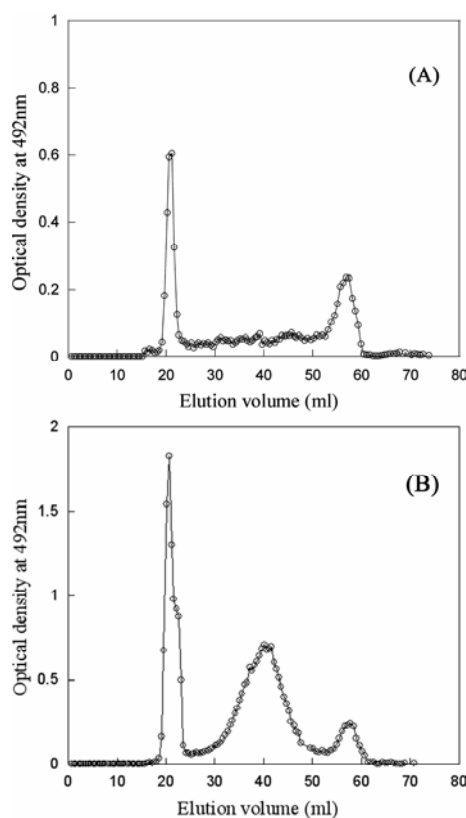 1
(A)
0.8
0.6
0.4
0.2
0
0 10 20 30 40 50 60 70 80
Optical density at 492nm
Elution volume (ml)
2
(B)
1.5
1
0.5
0
0 10 20 30 40 50 60 70 80
Optical density at 492nm
Elution volume (ml)